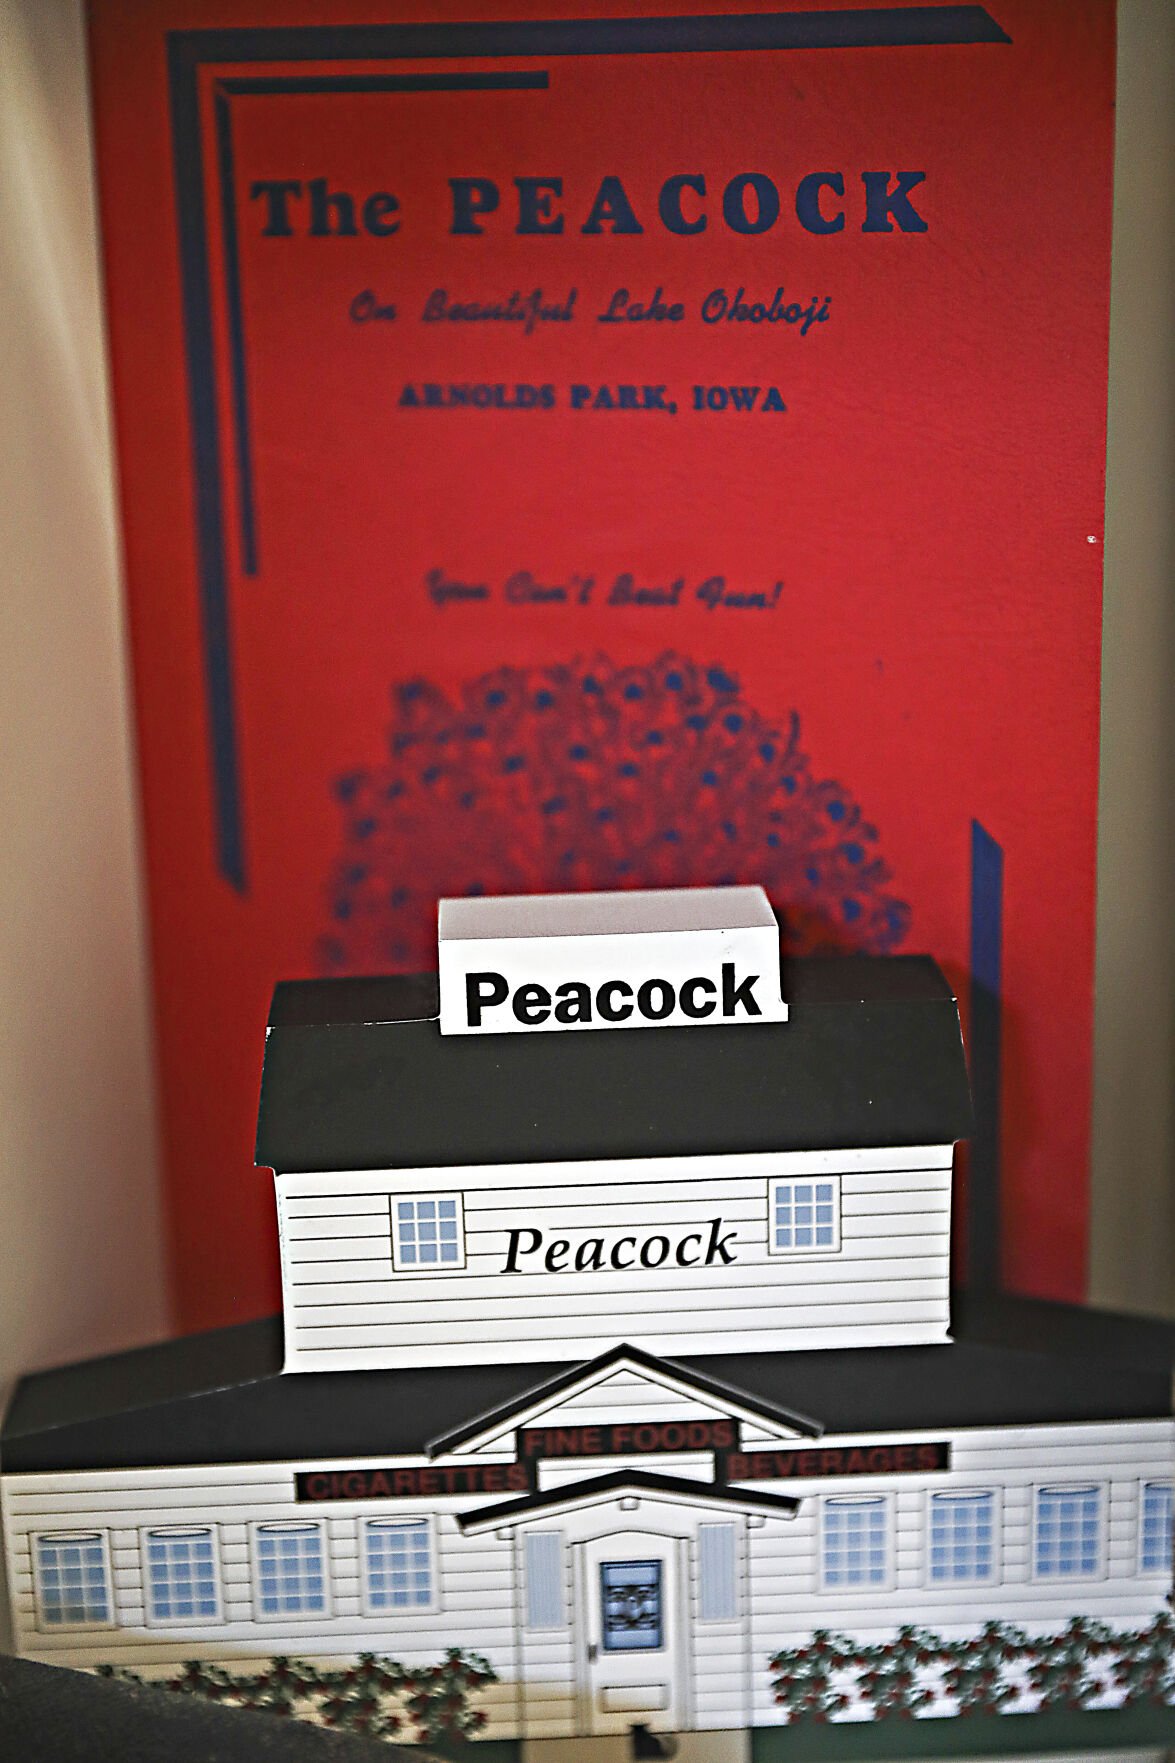 The PEACOCK
On Beautiful Lake Okoboji
ARNOLDS PARK, IOWA
You Can't Beat Fun!
Peacock
Peacock
FINE FOODS
CIGARETTES BEVERAGES